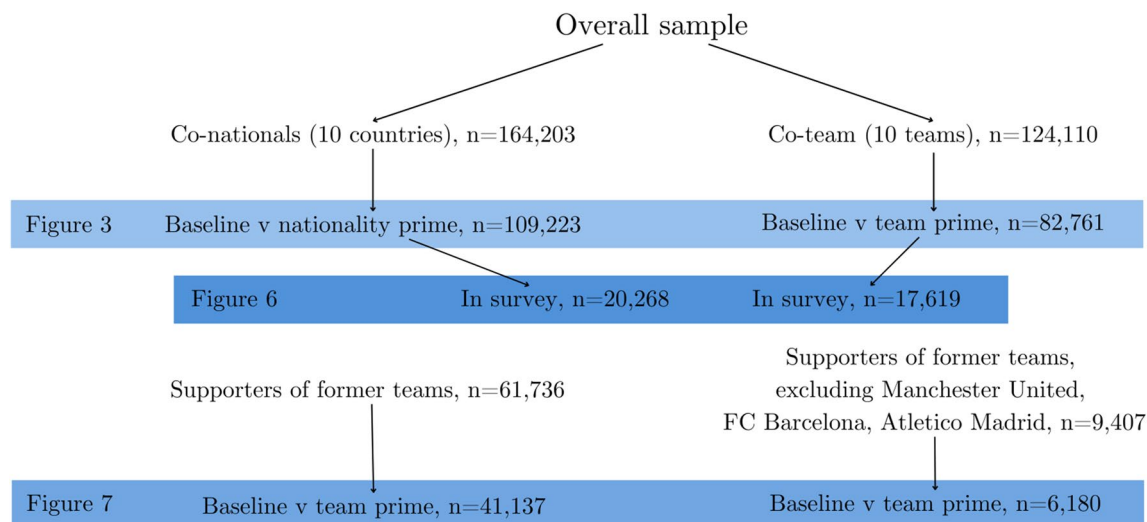 Overall sample
Co-nationals (10 countries), n=164,203
Co-team (10 teams), n=124,110
Figure 3
Baseline v nationality prime, n=109,223
Baseline v team prime, n=82,761
Figure 6
In survey, n=20,268
In survey, n=17,619
Supporters of former teams, n=61,736
Supporters of former teams,
excluding Manchester United,
FC Barcelona, Atletico Madrid, n=9,407
Figure 7
Baseline v team prime, n=41,137
Baseline v team prime, n=6,180